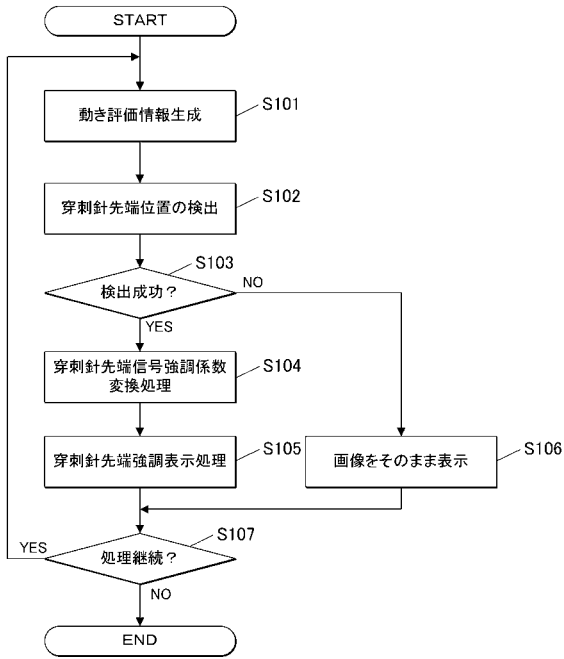 START
動き評価情報生成
S101
穿刺針先端位置の検出
S102
検出成功？
S103
NO
YES
穿刺針先端信号強調係数
変換処理
S104
穿刺針先端強調表示処理
S105
画像をそのまま表示
S106
処理継続？
S107
YES
NO
END